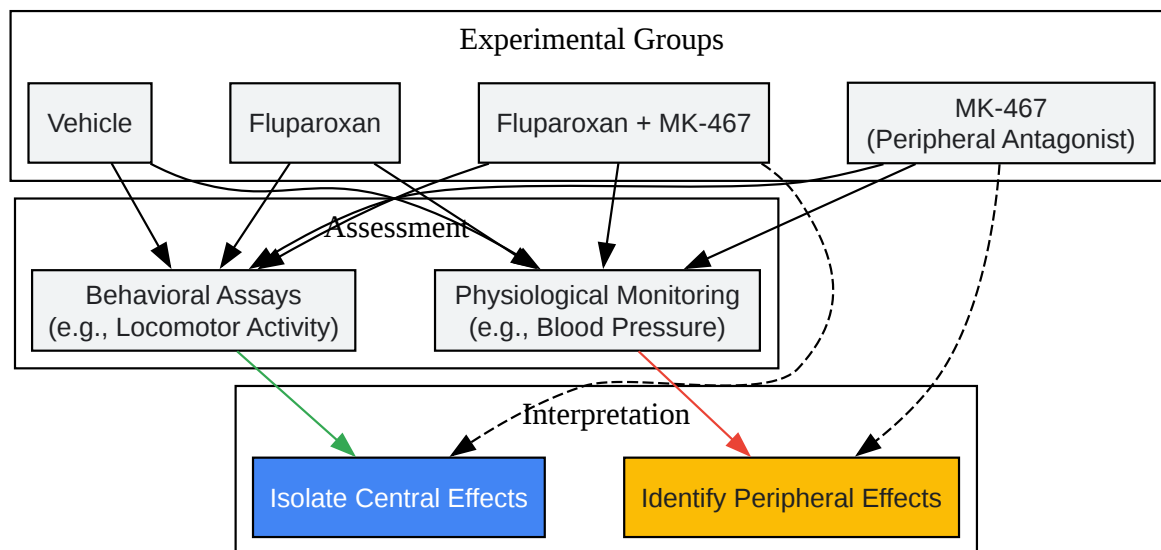 Experimental Groups
Vehicle
Fluparoxan
Fluparoxan + MK-467
MK-467
(Peripheral Antagonist)
Assessment
Behavioral Assays
(e.g., Locomotor Activity)
Physiological Monitoring
(e.g., Blood Pressure)
Interpretation
Isolate Central Effects
Identify Peripheral Effects